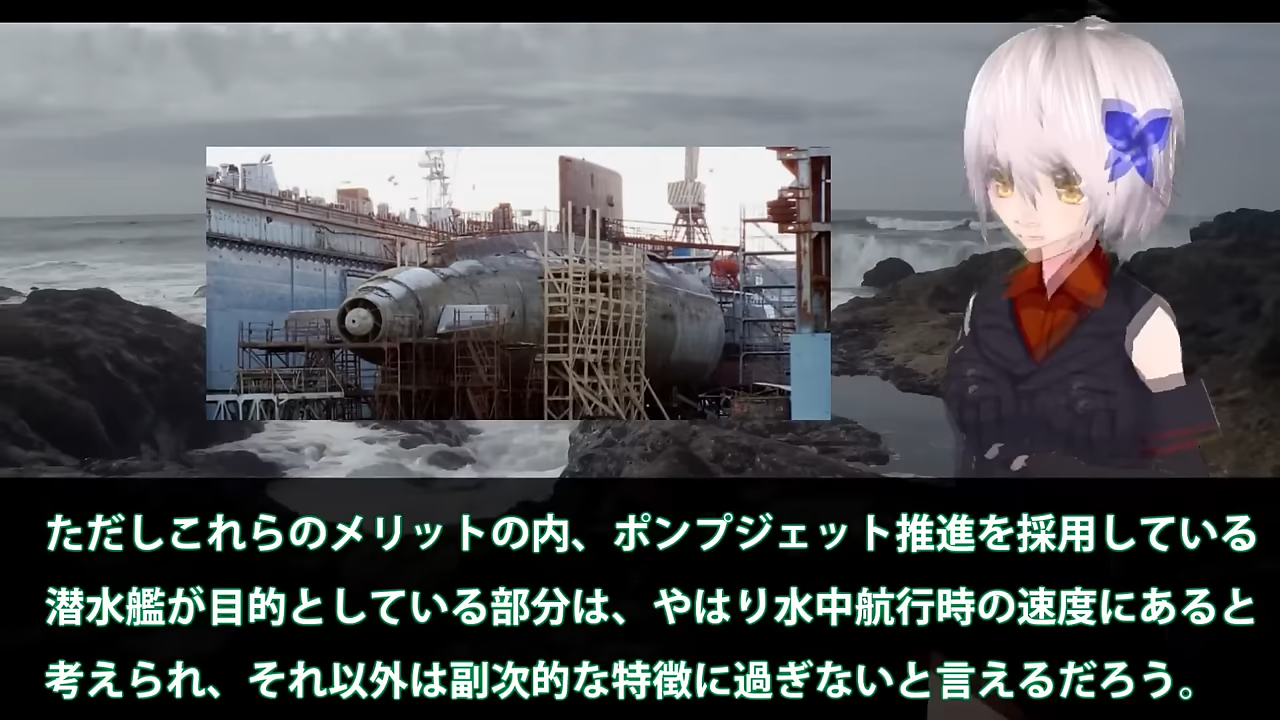 ただしこれらのメリットの内、ポンプジェット推進を採用している
潜水艦が目的としている部分は、やはり水中航行時の速度にあると
考えられ、それ以外は副次的な特徴に過ぎないと言えるだろう。